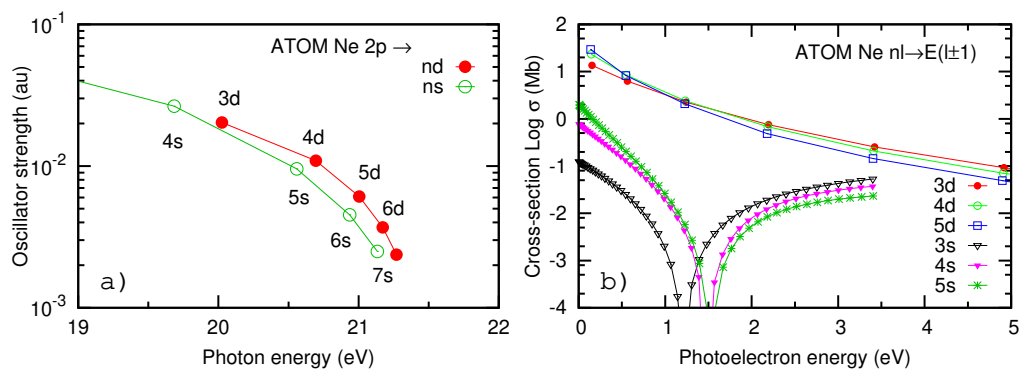 10⁻¹
10⁻²
10⁻³
Oscillator strength (au)
ATOM Ne 2p →
nd
ns
3d
4s
4d
5s
5d
6s
6d
7s
a)
19
20
21
22
Photon energy (eV)
2
1
0
-1
-2
-3
-4
Cross-section Log σ (Mb)
ATOM Ne nl→E(l±1)
3d
4d
5d
3s
4s
5s
b)
0
1
2
3
4
5
Photoelectron energy (eV)